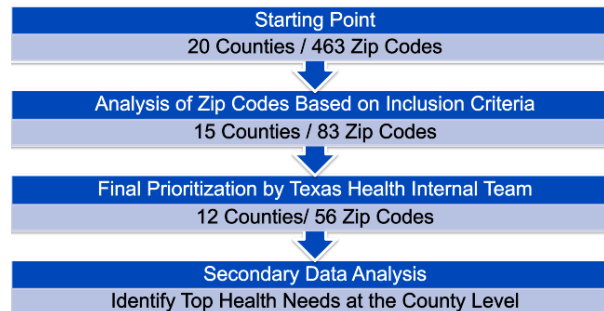 Starting Point
20 Counties / 463 Zip Codes
Analysis of Zip Codes Based on Inclusion Criteria
15 Counties / 83 Zip Codes
Final Prioritization by Texas Health Internal Team
12 Counties/ 56 Zip Codes
Secondary Data Analysis
Identify Top Health Needs at the County Level